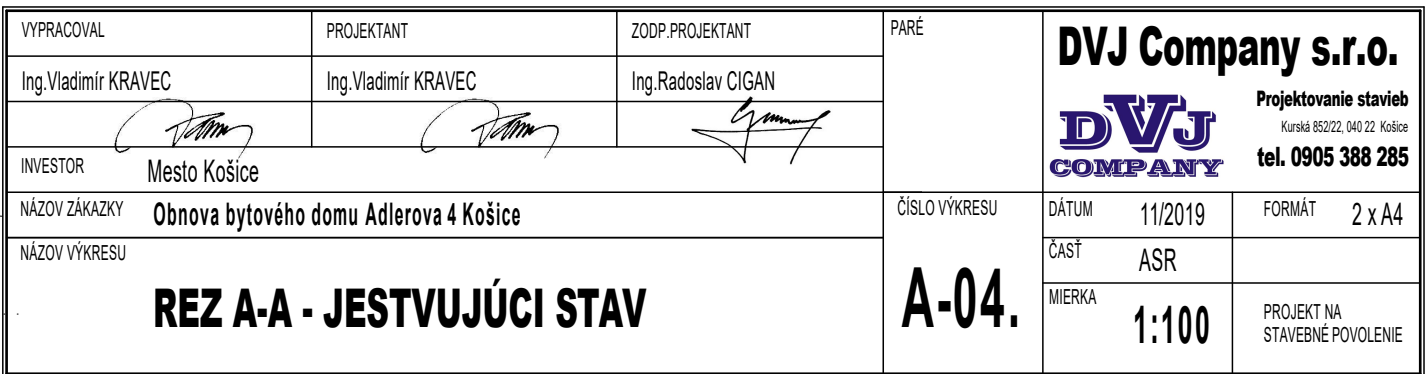 VYPRACOVAL
PROJEKTANT
ZODP.PROJEKTANT
PARÉ
Ing.Vladimír KRAVEC
Ing.Vladimír KRAVEC
Ing.Radoslav CIGAN
DVJ Company s.r.o.
DVJ
COMPANY
Projektovanie stavieb
Kurská 852/22, 040 22 Košice
tel. 0905 388 285
INVESTOR
Mesto Košice
NÁZOV ZÁKAZKY
Obnova bytového domu Adlerova 4 Košice
ČÍSLO VÝKRESU
A-04.
DÁTUM
11/2019
FORMÁT
2 x A4
NÁZOV VÝKRESU
REZ A-A - JESTVUJÚCI STAV
ČASŤ
ASR
MIERKA
1:100
PROJEKT NA
STAVEBNÉ POVOLENIE